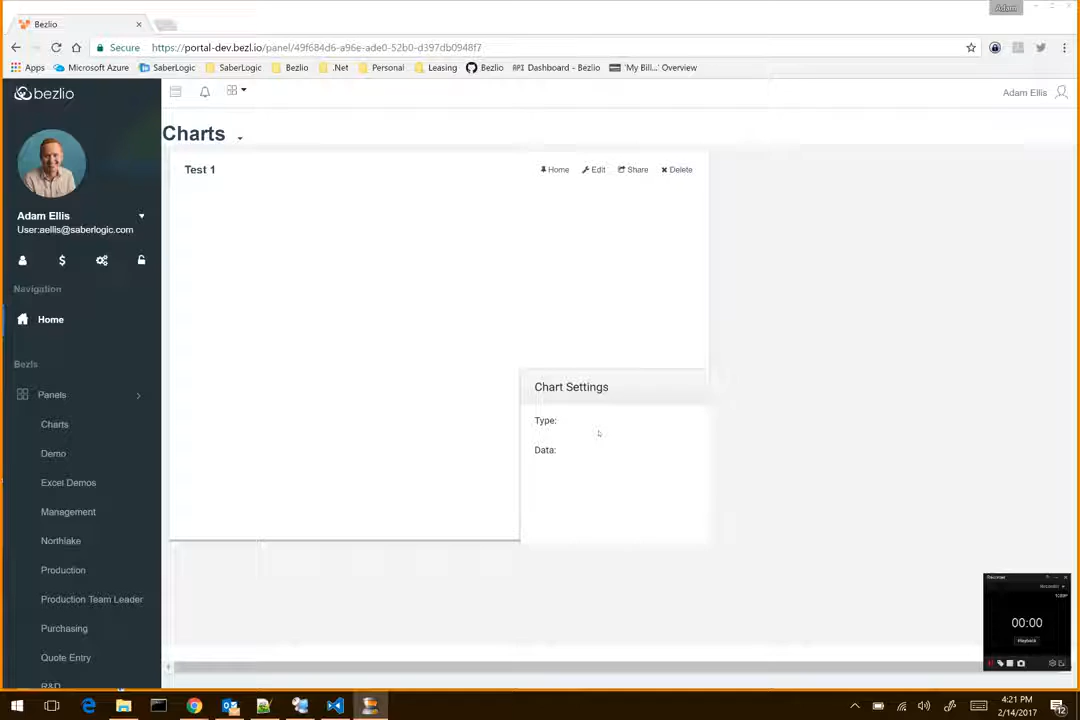 Adam
Bezlio
Secure https://portal-dev.bezl.io/panel/49f684d6-a96e-ade0-52b0-d397db0948f7
Apps Microsoft Azure SaberLogic SaberLogic Bezlio .Net Personal Leasing Bezlio API Dashboard - Bezlio 'My Bill...' Overview
bezlio
Adam Ellis
Charts
Test 1
Home Edit Share Delete
Adam Ellis
User:aellis@saberlogic.com
Navigation
Home
Bezls
Panels
Charts
Demo
Excel Demos
Management
Northlake
Production
Production Team Leader
Purchasing
Quote Entry
R&D
Chart Settings
Type:
Data:
00:00
4:21 PM
2/14/2017
12